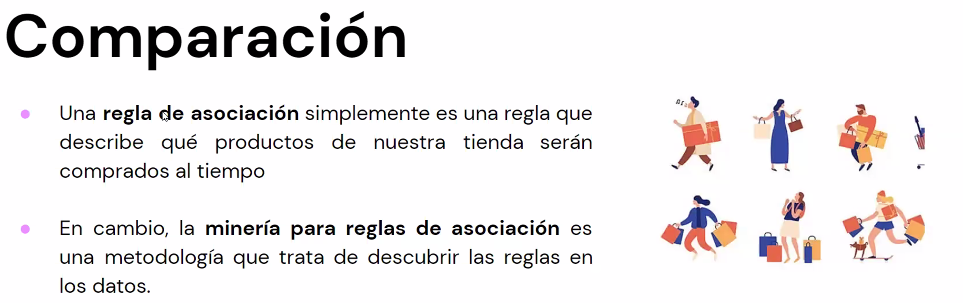 Comparación
Una regla de asociación simplemente es una regla que
describe qué productos de nuestra tienda serán
comprados al tiempo
En cambio, la minería para reglas de asociación es
una metodología que trata de descubrir las reglas en
los datos.